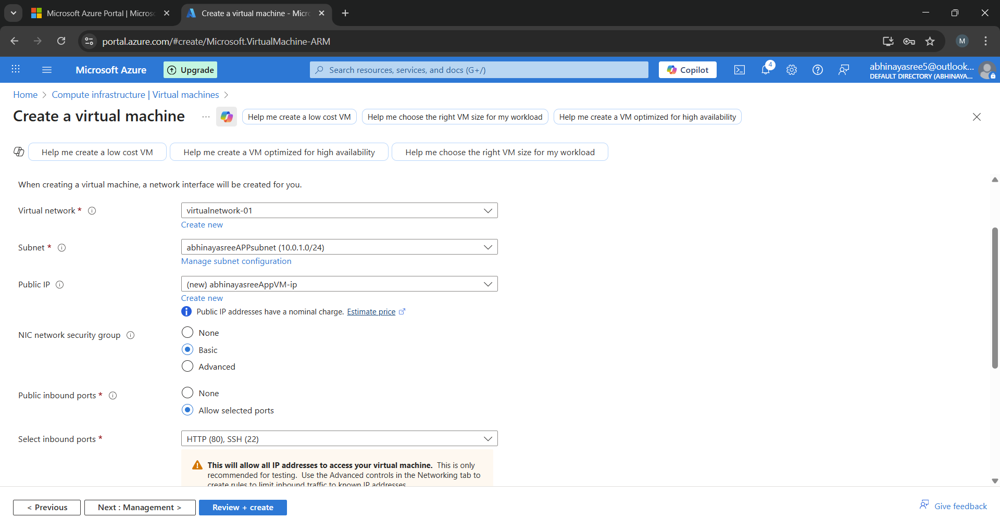 Microsoft Azure Portal | Micros
Create a virtual machine - Micr
portal.azure.com/#create/Microsoft.VirtualMachine-ARM
M
Microsoft Azure
Upgrade
Search resources, services, and docs (G+/)
Copilot
4
abhinayasree5@outlook...
DEFAULT DIRECTORY (ABHINAYA...
Home > Compute infrastructure | Virtual machines >
Create a virtual machine ...
Help me create a low cost VM
Help me choose the right VM size for my workload
Help me create a VM optimized for high availability
Help me create a low cost VM
Help me create a VM optimized for high availability
Help me choose the right VM size for my workload
When creating a virtual machine, a network interface will be created for you.
Virtual network *
virtualnetwork-01
Create new
Subnet *
abhinayasreeAPPsubnet (10.0.1.0/24)
Manage subnet configuration
Public IP
(new) abhinayasreeAppVM-ip
Create new
Public IP addresses have a nominal charge. Estimate price
NIC network security group
None
Basic
Advanced
Public inbound ports *
None
Allow selected ports
Select inbound ports *
HTTP (80), SSH (22)
This will allow all IP addresses to access your virtual machine. This is only
recommended for testing. Use the Advanced controls in the Networking tab to
create rules to limit inbound traffic to known IP addresses.
< Previous
Next : Management >
Review + create
Give feedback